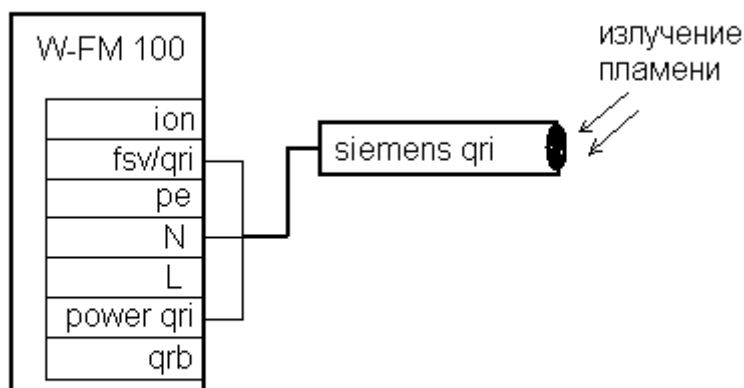 W-FM 100
ion
fsv/qri
pe
N
L
power qri
qrb
siemens qri
излучение
пламени